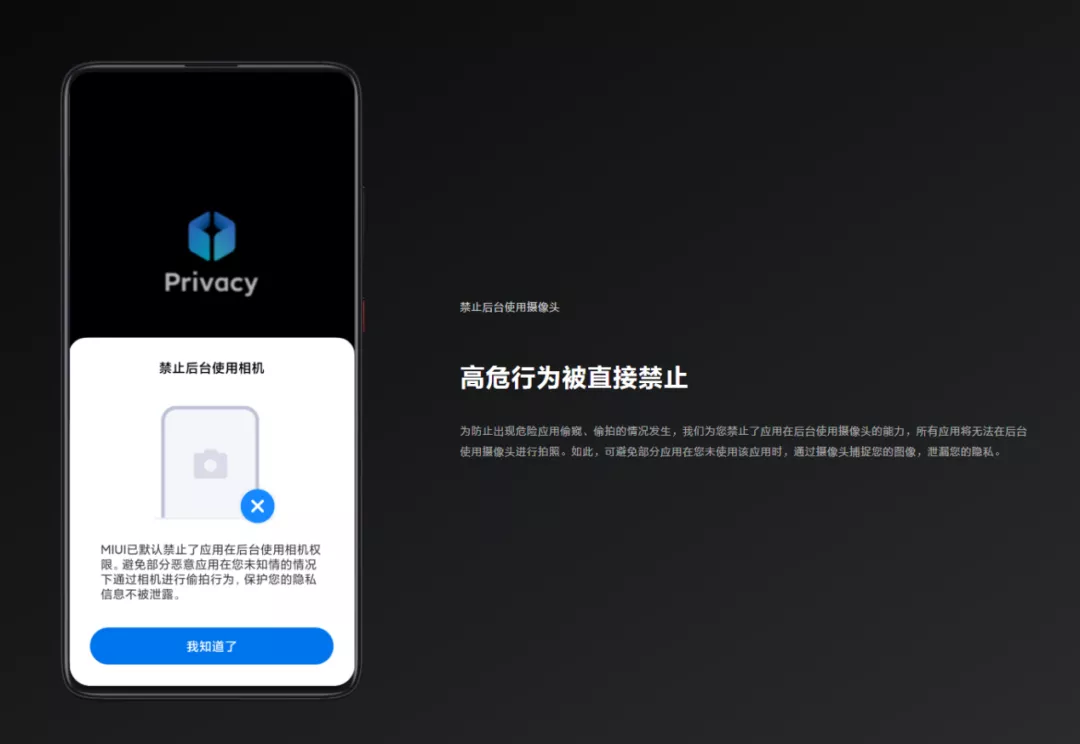 Privacy
禁止后台使用相机
MIUI已默认禁止了应用在后台使用相机权
限。避免部分恶意应用在您未知情的情况
下通过相机进行偷拍行为，保护您的隐私
信息不被泄露。
我知道了
禁止后台使用摄像头
高危行为被直接禁止
为防止出现危险应用偷窥、偷拍的情况发生，我们为您禁止了应用在后台使用摄像头的能力，所有应用将无法在后台
使用摄像头进行拍照。如此，可避免部分应用在您未使用该应用时，通过摄像头捕捉您的图像，泄漏您的隐私。